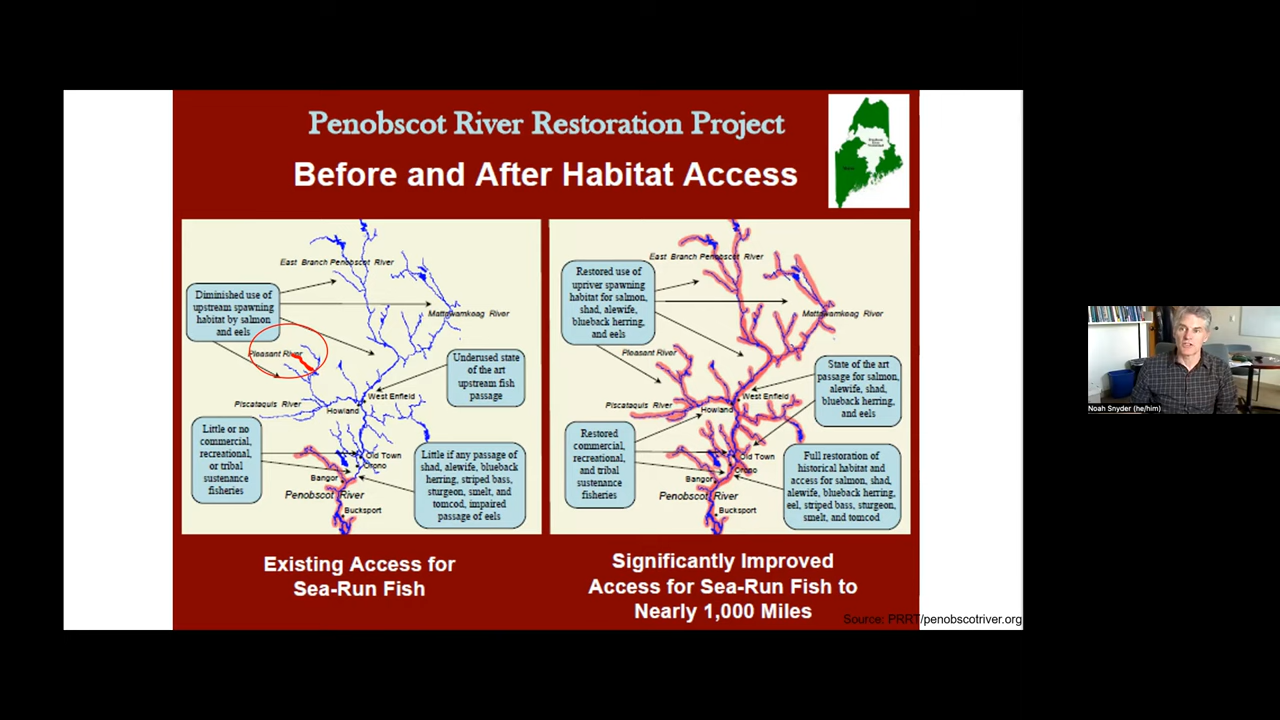 Penobscot River Restoration Project
Before and After Habitat Access
East Branch Penobscot River
Diminished use of
upstream spawning
habitat by salmon
and eels
Mattawamkeag River
Pleasant River
Underused state
of the art
upstream fish
passage
West Enfield
Piscataquis River
Howland
Little or no
commercial,
recreational,
or tribal
sustenance
fisheries
Old Town
Orono
Little if any passage of
shad, alewife, blueback
herring, striped bass,
sturgeon, smelt, and
tomcod, impaired
passage of eels
Bangor
Penobscot River
Bucksport
Existing Access for
Sea-Run Fish
East Branch Penobscot River
Restored use of
upriver spawning
habitat for salmon,
shad, alewife,
blueback herring,
and eels
Mattawamkeag River
Pleasant River
State of the art
passage for salmon,
alewife, shad,
blueback herring,
and eels
West Enfield
Piscataquis River
Howland
Restored
commercial,
recreational,
and tribal
sustenance
fisheries
Old Town
Orono
Full restoration of
historical habitat and
access for salmon, shad,
alewife, blueback herring,
eel, striped bass, sturgeon,
smelt, and tomcod
Bangor
Penobscot River
Bucksport
Significantly Improved
Access for Sea-Run Fish to
Nearly 1,000 Miles
Source: PRRT/penobscotriver.org
Noah Snyder (he/him)